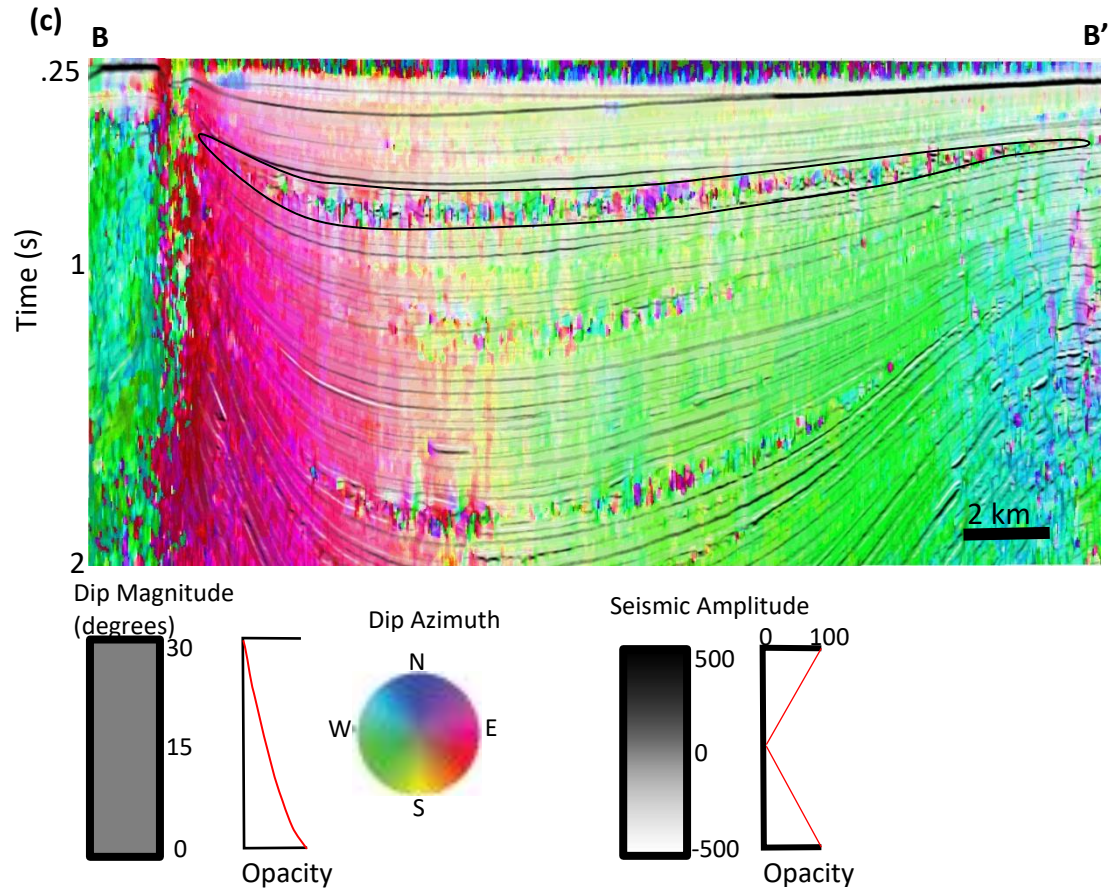 (c)
B
B’
.25
1
2
Time (s)
2 km
Dip Magnitude
(degrees)
30
15
0
Opacity
Dip Azimuth
N
W
E
S
Seismic Amplitude
500
0
-500
0
100
Opacity